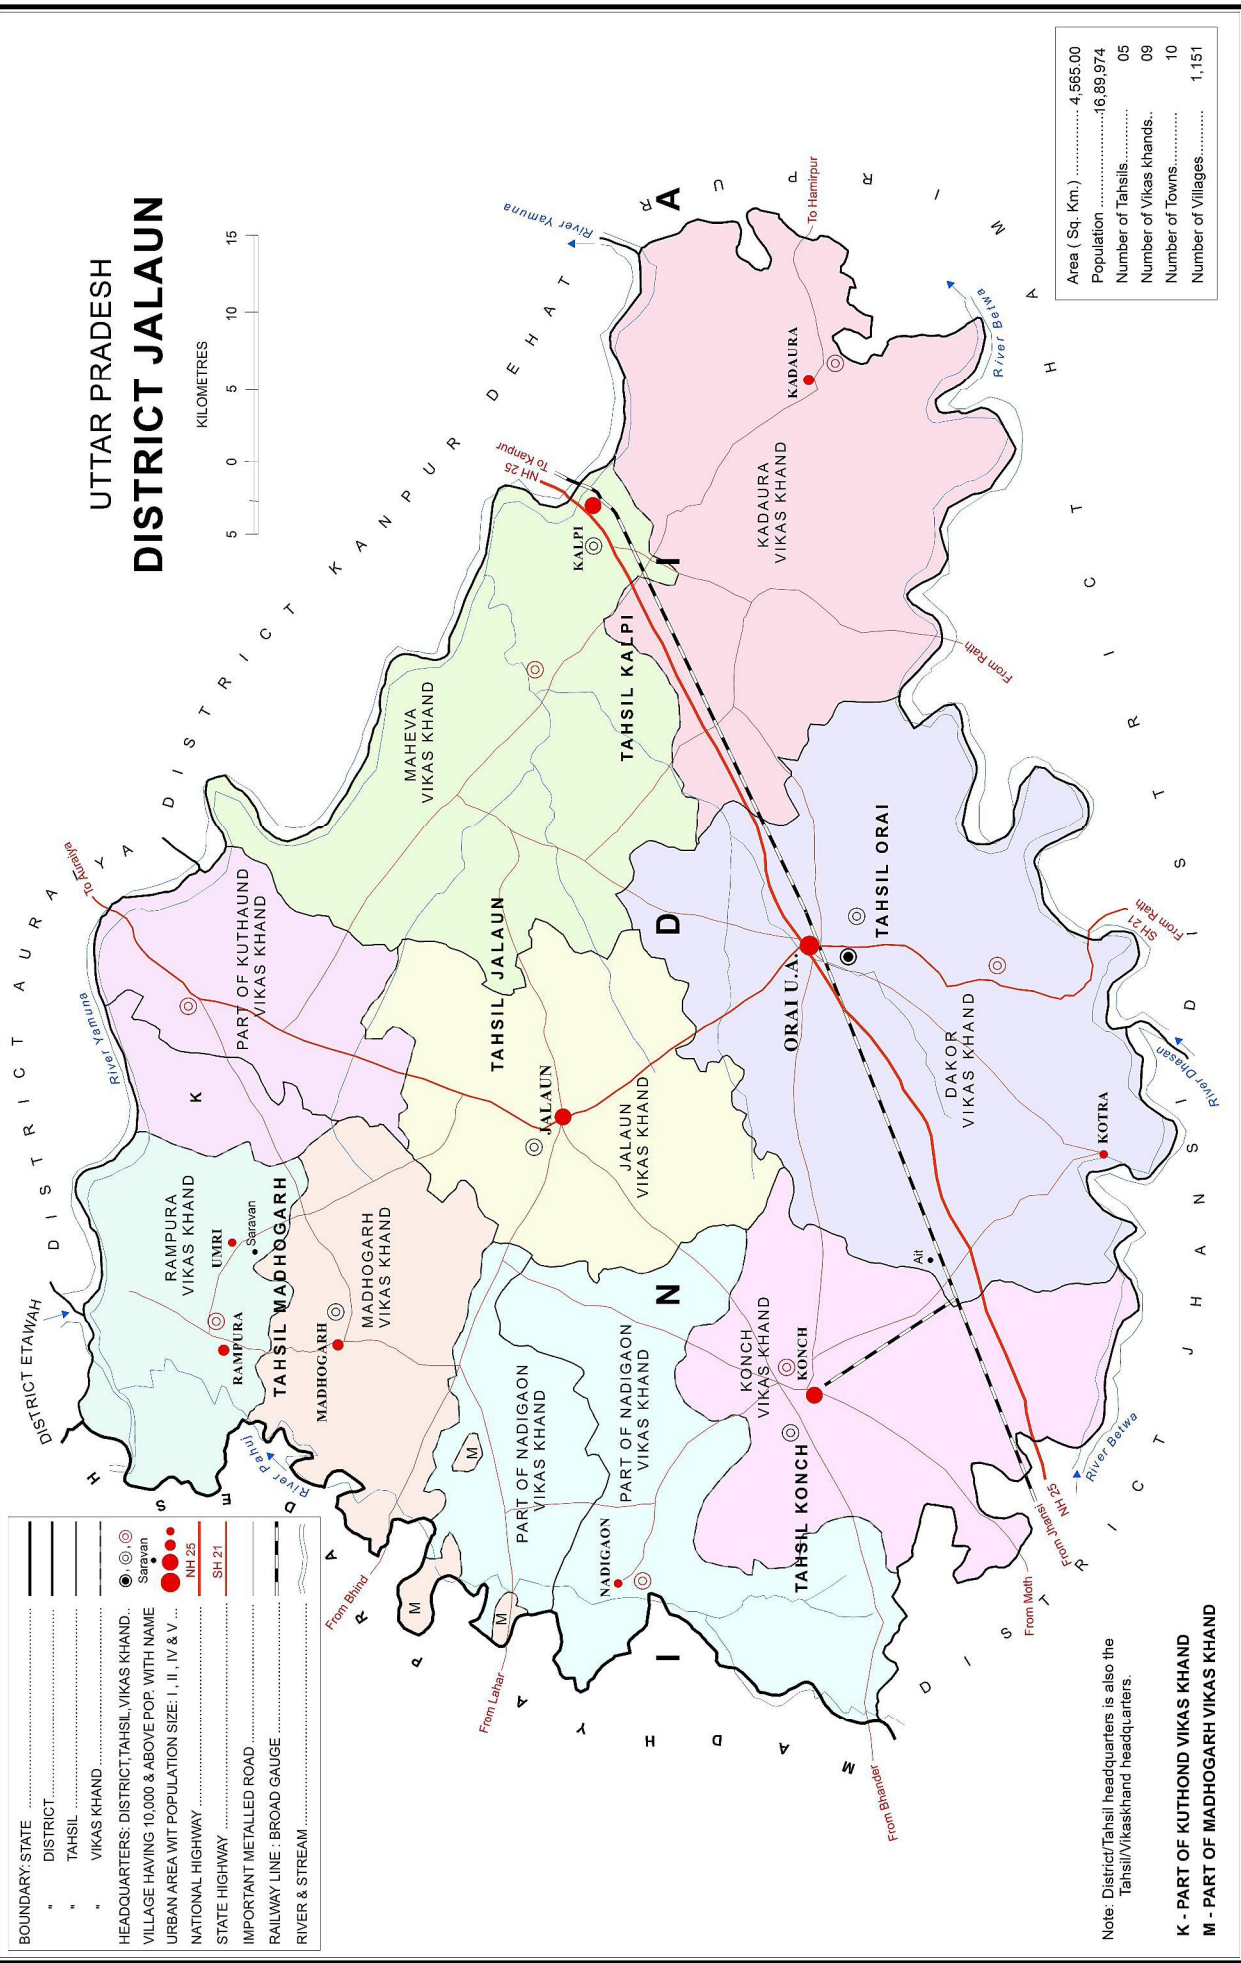 UTTAR PRADESH
DISTRICT JALAUN
KILOMETRES
5 0 5 10 15
BOUNDARY: STATE
" DISTRICT
" TAHSIL
" VIKAS KHAND
HEADQUARTERS: DISTRICT,TAHSIL,VIKAS KHAND
VILLAGE HAVING 10,000 & ABOVE POP. WITH NAME
Saravan
URBAN AREA WIT POPULATION SIZE: I , II , IV & V
NATIONAL HIGHWAY
NH 25
STATE HIGHWAY
SH 21
IMPORTANT METALLED ROAD
RAILWAY LINE : BROAD GAUGE
RIVER & STREAM
Area ( Sq. Km.) 4,565.00
Population 16,89,974
Number of Tahsils 05
Number of Vikas khands 09
Number of Towns 10
Number of Villages 1,151
DISTRICT ETAWAH
DISTRICT AURAIYA
DISTRICT KANPUR DEHAT
HAMIRPUR
DISTRICT
DISTRICT JHANSI
MADHYA PRADESH
INDIA
To Auraiya
River Yamuna
River Yamuna
NH 25
To Kanpur
To Hamirpur
River Betwa
From Rath
SH 21
From Rath
River Dhasan
River Betwa
NH 25
From Jhansi
From Moth
From Bhander
From Lahar
From Bhind
River Pahuj
RAMPURA
VIKAS KHAND
UMRI
Saravan
RAMPURA
K
PART OF KUTHAUND
VIKAS KHAND
TAHSIL MADHOGARH
MADHOGARH
VIKAS KHAND
MADHOGARH
M
M
M
MAHEVA
VIKAS KHAND
KALPI
TAHSIL KALPI
KADAURA
KADAURA
VIKAS KHAND
TAHSIL JALAUN
JALAUN
JALAUN
VIKAS KHAND
TAHSIL ORAI
ORAI U.A.
DAKOR
VIKAS KHAND
KOTRA
Ait
PART OF NADIGAON
VIKAS KHAND
PART OF NADIGAON
VIKAS KHAND
NADIGAON
KONCH
VIKAS KHAND
KONCH
TAHSIL KONCH
Note: District/Tahsil headquarters is also the
Tahsil/Vikaskhand headquarters.
K - PART OF KUTHOND VIKAS KHAND
M - PART OF MADHOGARH VIKAS KHAND